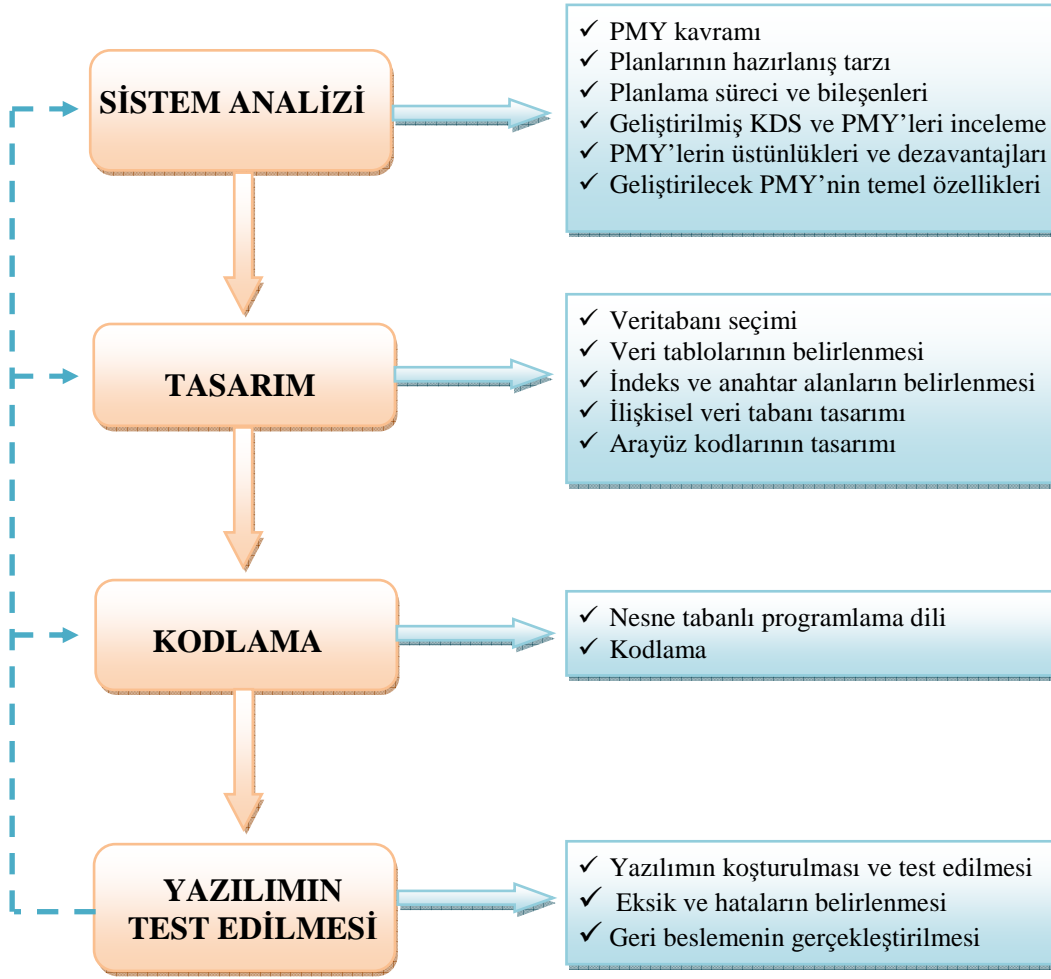 SİSTEM ANALİZİ
✓ PMY kavramı
✓ Planlarının hazırlanış tarzı
✓ Planlama süreci ve bileşenleri
✓ Geliştirilmiş KDS ve PMY’leri inceleme
✓ PMY’lerin üstünlükleri ve dezavantajları
✓ Geliştirilecek PMY’nin temel özellikleri
TASARIM
✓ Veritabanı seçimi
✓ Veri tablolarının belirlenmesi
✓ İndeks ve anahtar alanların belirlenmesi
✓ İlişkisel veri tabanı tasarımı
✓ Arayüz kodlarının tasarımı
KODLAMA
✓ Nesne tabanlı programlama dili
✓ Kodlama
YAZILIMIN
TEST EDİLMESİ
✓ Yazılımın koşturulması ve test edilmesi
✓ Eksik ve hataların belirlenmesi
✓ Geri beslemenin gerçekleştirilmesi